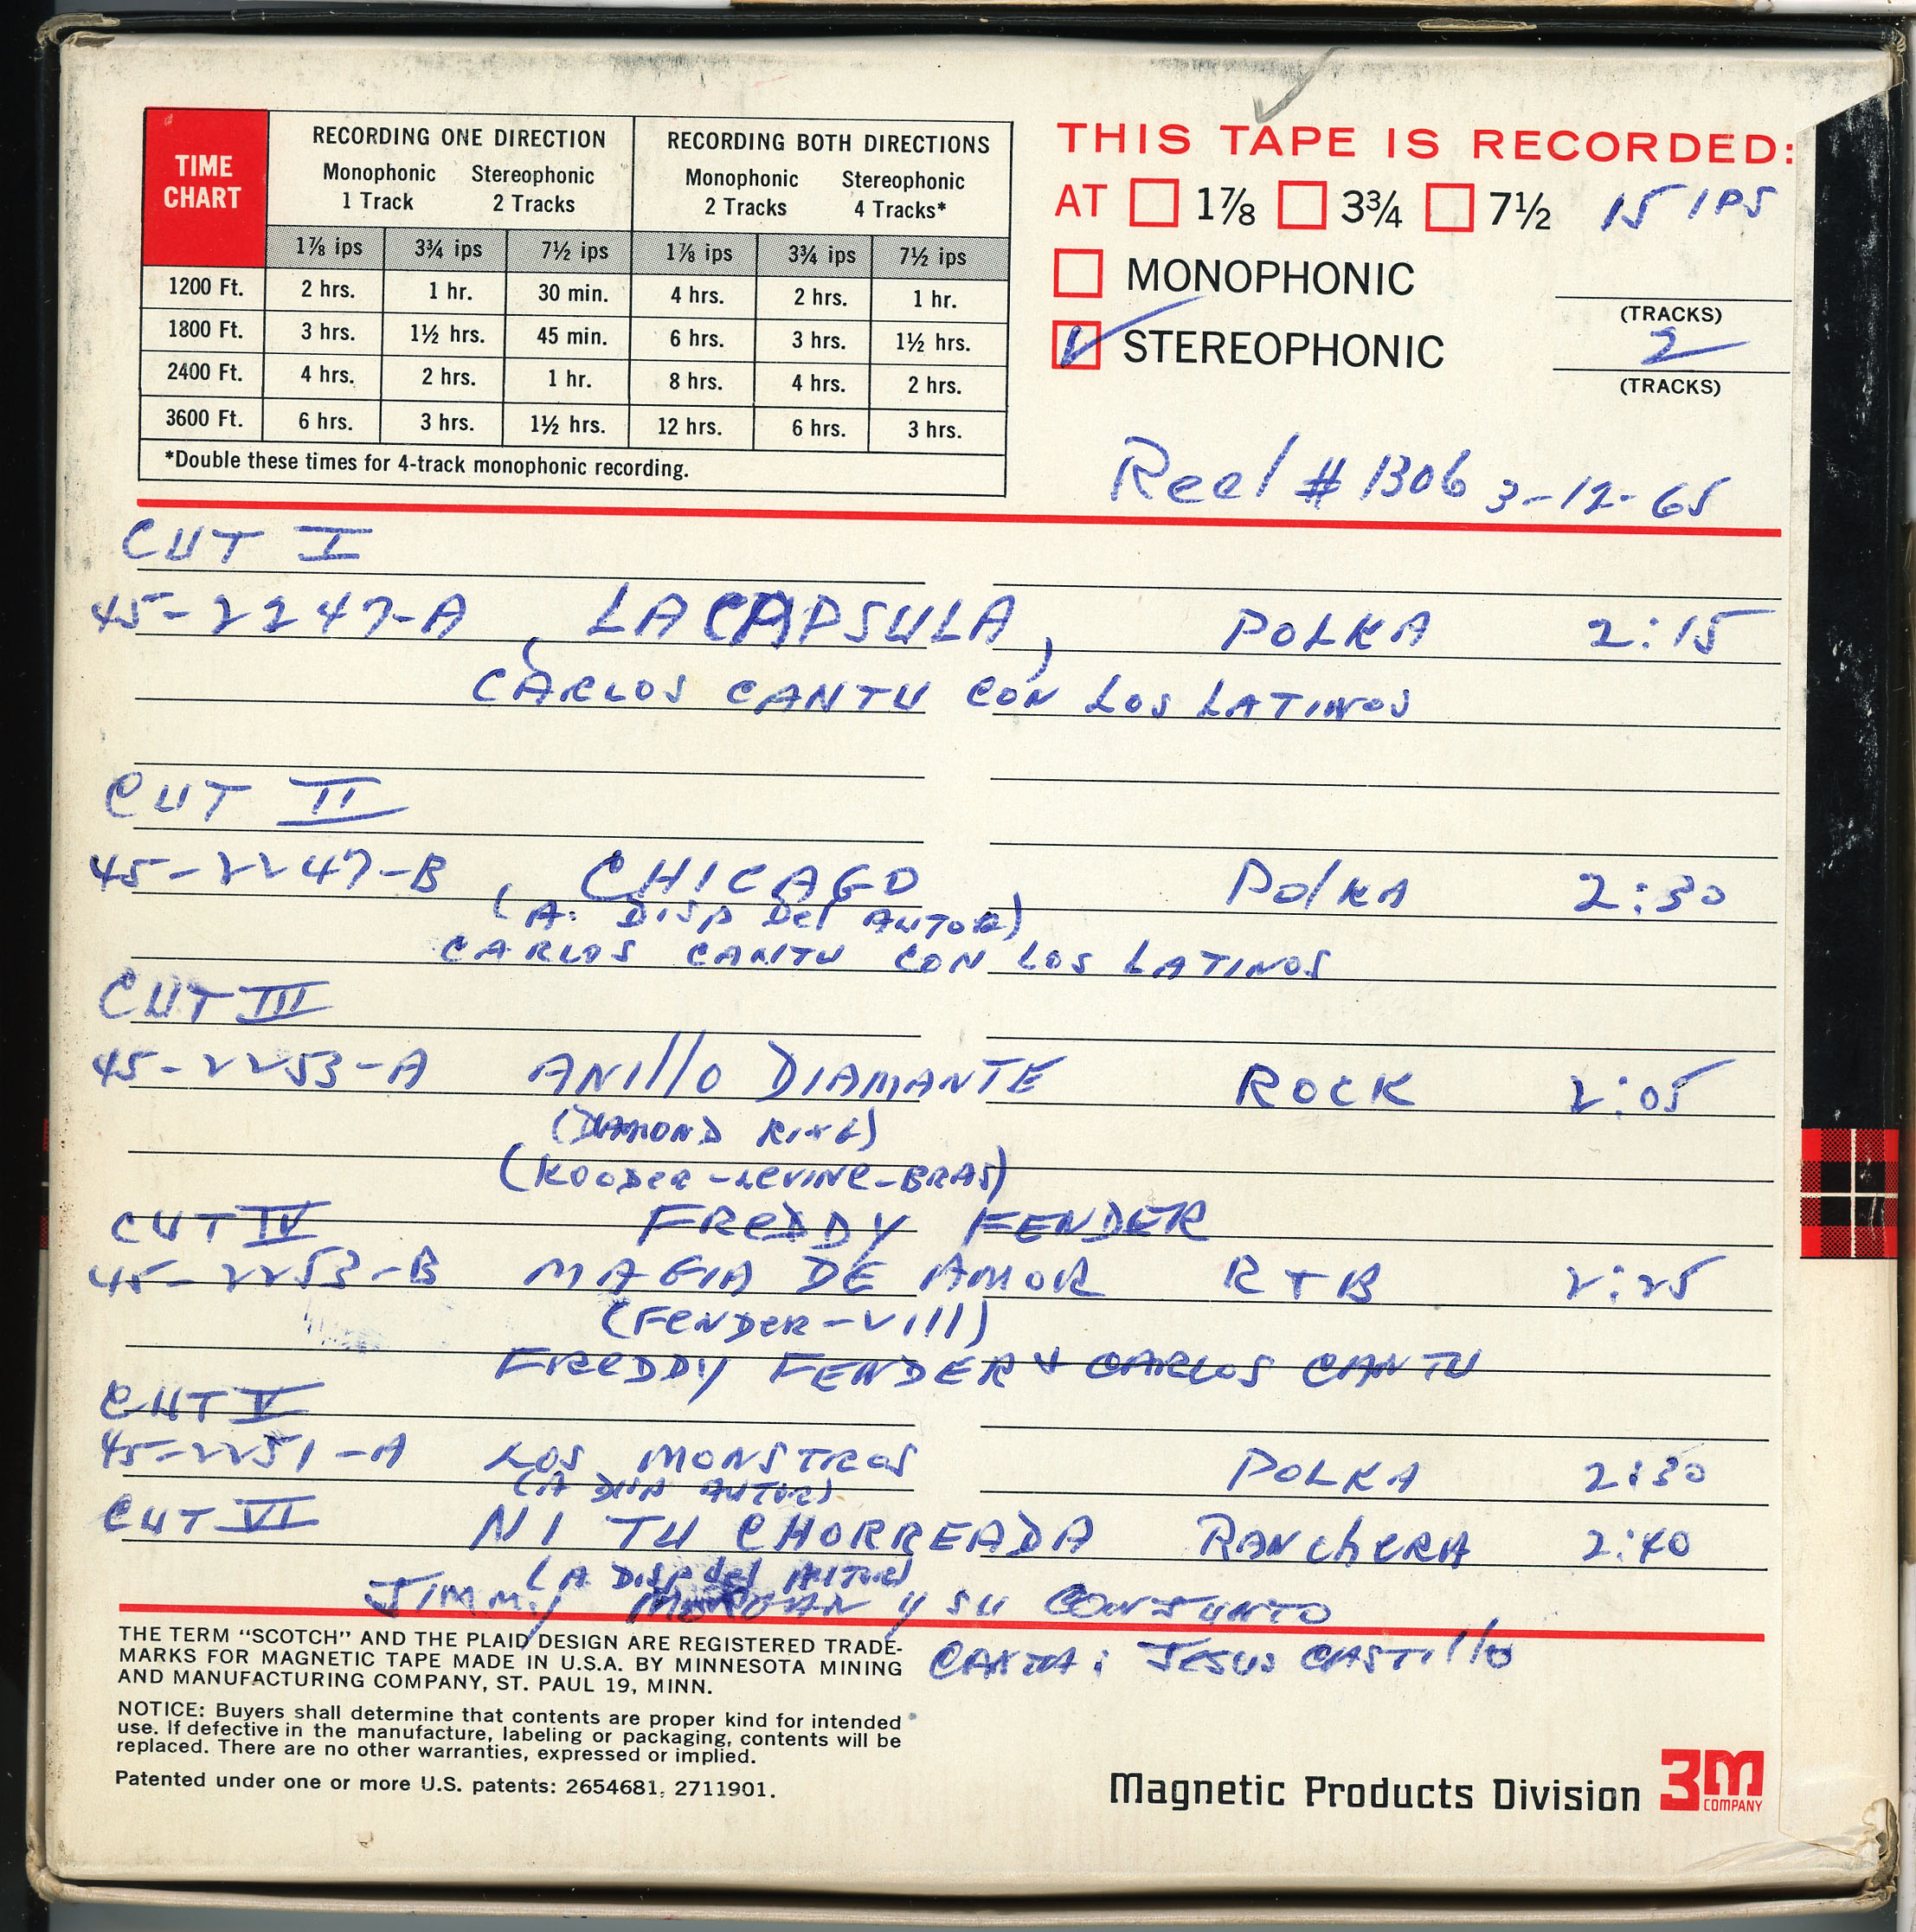 TIME CHART
RECORDING ONE DIRECTION RECORDING BOTH DIRECTIONS
Monophonic Stereophonic Monophonic Stereophonic
1 Track 2 Tracks 2 Tracks 4 Tracks*
1⅞ ips 3¾ ips 7½ ips 1⅞ ips 3¾ ips 7½ ips
1200 Ft. 2 hrs. 1 hr. 30 min. 4 hrs. 2 hrs. 1 hr.
1800 Ft. 3 hrs. 1½ hrs. 45 min. 6 hrs. 3 hrs. 1½ hrs.
2400 Ft. 4 hrs. 2 hrs. 1 hr. 8 hrs. 4 hrs. 2 hrs.
3600 Ft. 6 hrs. 3 hrs. 1½ hrs. 12 hrs. 6 hrs. 3 hrs.
*Double these times for 4-track monophonic recording.
THIS TAPE IS RECORDED:
AT 1⅞ 3¾ 7½ 15 IPS
MONOPHONIC
(TRACKS)
STEREOPHONIC 2
(TRACKS)
Reel # 1306 3-12-65
CUT I
45-2247-A LA CAPSULA POLKA 2:15
( )
CARLOS CANTU CON LOS LATINOS
CUT II
45-2247-B CHICAGO Polka 2:30
(A. DISP Del AUTOR)
CARLOS CANTU CON LOS LATINOS
CUT III
45-2253-A ANIllO DIAMANTE ROCK 2:05
(DIAMOND RING)
(KOOPER-LEVINE-BRAS)
CUT IV FREDDY FENDER
45-2253-B MAGIA DE AMOR R+B 2:25
(FENDER-VIll)
FREDDY FENDER & CARLOS CANTU
CUT V
45-2251-A LOS MONSTROS POLKA 2:30
(A AUTOR)
CUT VI NI TU CHORREADA RANCHERA 2:40
(A DISP del AUTOR)
JIMMY MORGAN y SU CONJUNTO
CANTA: JESUS CASTIllO
THE TERM “SCOTCH” AND THE PLAID DESIGN ARE REGISTERED TRADE-
MARKS FOR MAGNETIC TAPE MADE IN U.S.A. BY MINNESOTA MINING
AND MANUFACTURING COMPANY, ST. PAUL 19, MINN.
NOTICE: Buyers shall determine that contents are proper kind for intended
use. If defective in the manufacture, labeling or packaging, contents will be
replaced. There are no other warranties, expressed or implied.
Patented under one or more U.S. patents: 2654681, 2711901.
Magnetic Products Division 3M COMPANY